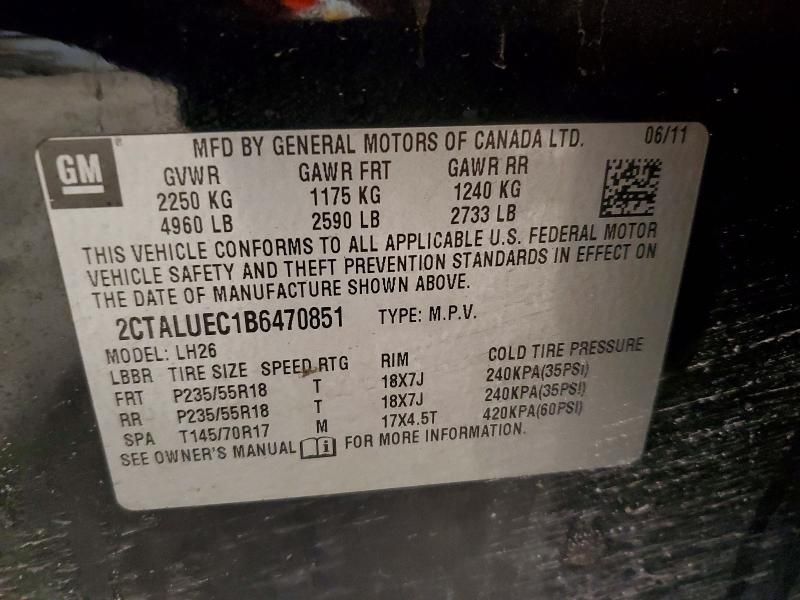 GM
MFD BY GENERAL MOTORS OF CANADA LTD. 06/11
GVWR GAWR FRT GAWR RR
2250 KG 1175 KG 1240 KG
4960 LB 2590 LB 2733 LB
THIS VEHICLE CONFORMS TO ALL APPLICABLE U.S. FEDERAL MOTOR
VEHICLE SAFETY AND THEFT PREVENTION STANDARDS IN EFFECT ON
THE DATE OF MANUFACTURE SHOWN ABOVE.
2CTALUEC1B6470851 TYPE: M.P.V.
MODEL: LH26
LBBR TIRE SIZE SPEED RTG RIM COLD TIRE PRESSURE
FRT P235/55R18 T 18X7J 240KPA(35PSI)
RR P235/55R18 T 18X7J 240KPA(35PSI)
SPA T145/70R17 M 17X4.5T 420KPA(60PSI)
SEE OWNER'S MANUAL i FOR MORE INFORMATION.